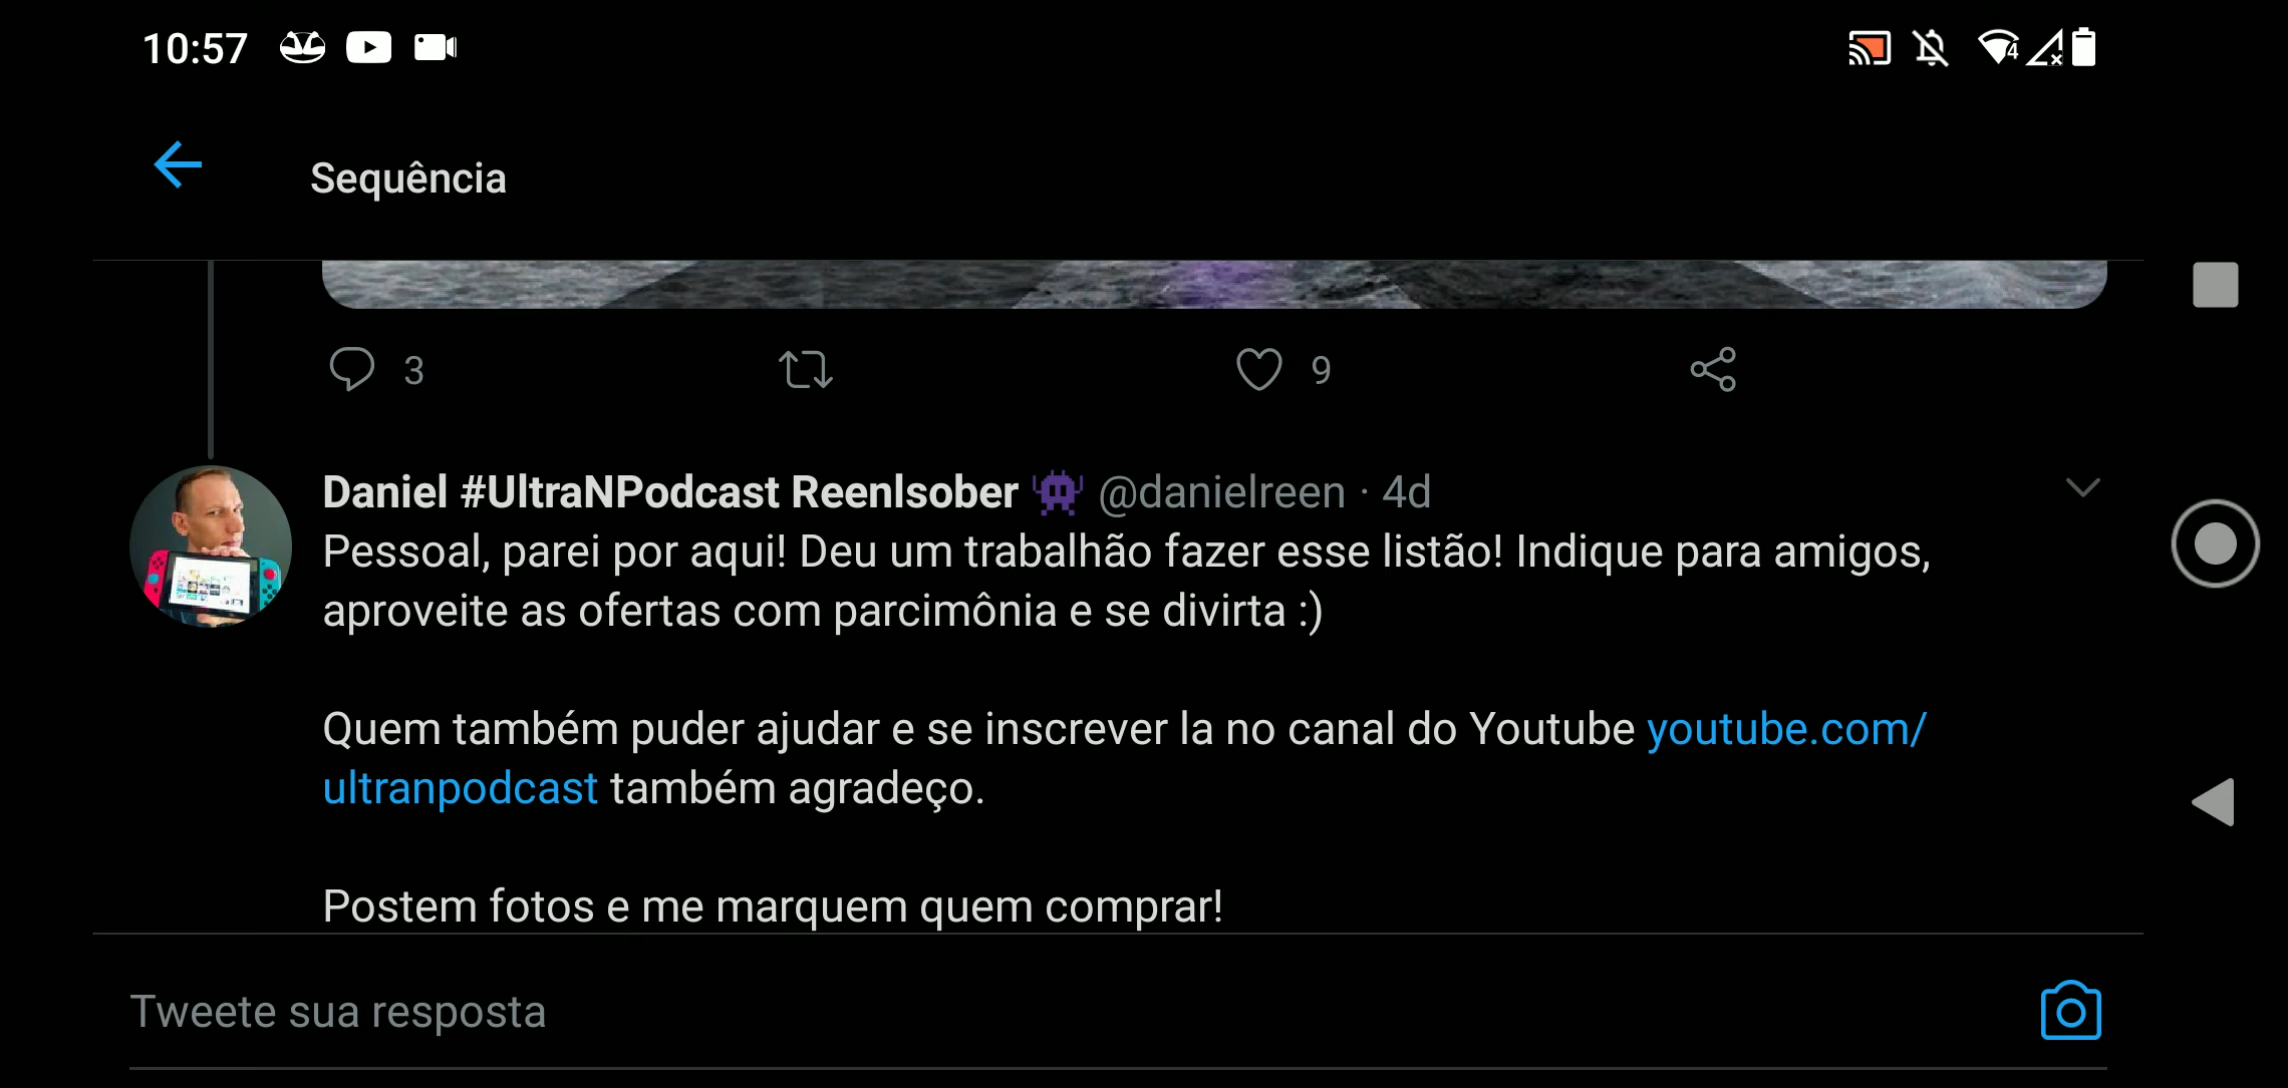 10:57
4
Sequência
3
9
Daniel #UltraNPodcast Reenlsober @danielreen · 4d
Pessoal, parei por aqui! Deu um trabalhão fazer esse listão! Indique para amigos,
aproveite as ofertas com parcimônia e se divirta :)
Quem também puder ajudar e se inscrever la no canal do Youtube youtube.com/
ultranpodcast também agradeço.
Postem fotos e me marquem quem comprar!
Tweete sua resposta